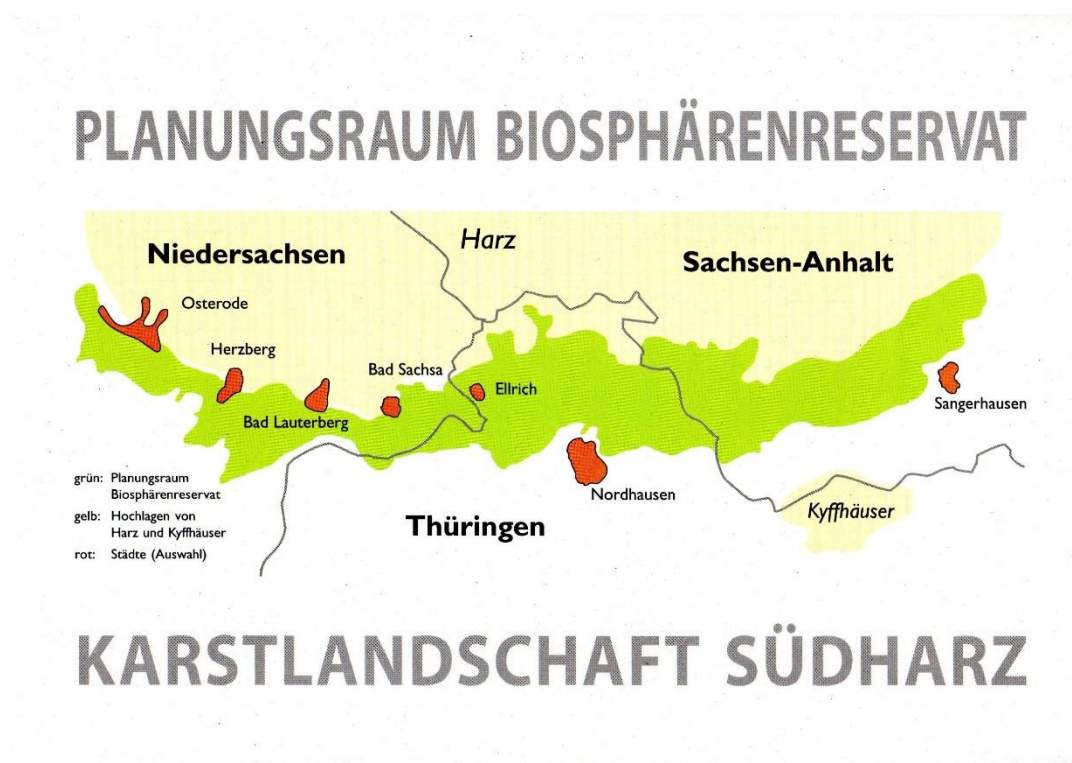 PLANUNGSRAUM BIOSPHÄRENRESERVAT
Harz
Niedersachsen
Sachsen-Anhalt
Osterode
Herzberg
Bad Sachsa
Ellrich
Bad Lauterberg
Sangerhausen
Nordhausen
Kyffhäuser
Thüringen
grün: Planungsraum
Biosphärenreservat
gelb: Hochlagen von
Harz und Kyffhäuser
rot: Städte (Auswahl)
KARSTLANDSCHAFT SÜDHARZ